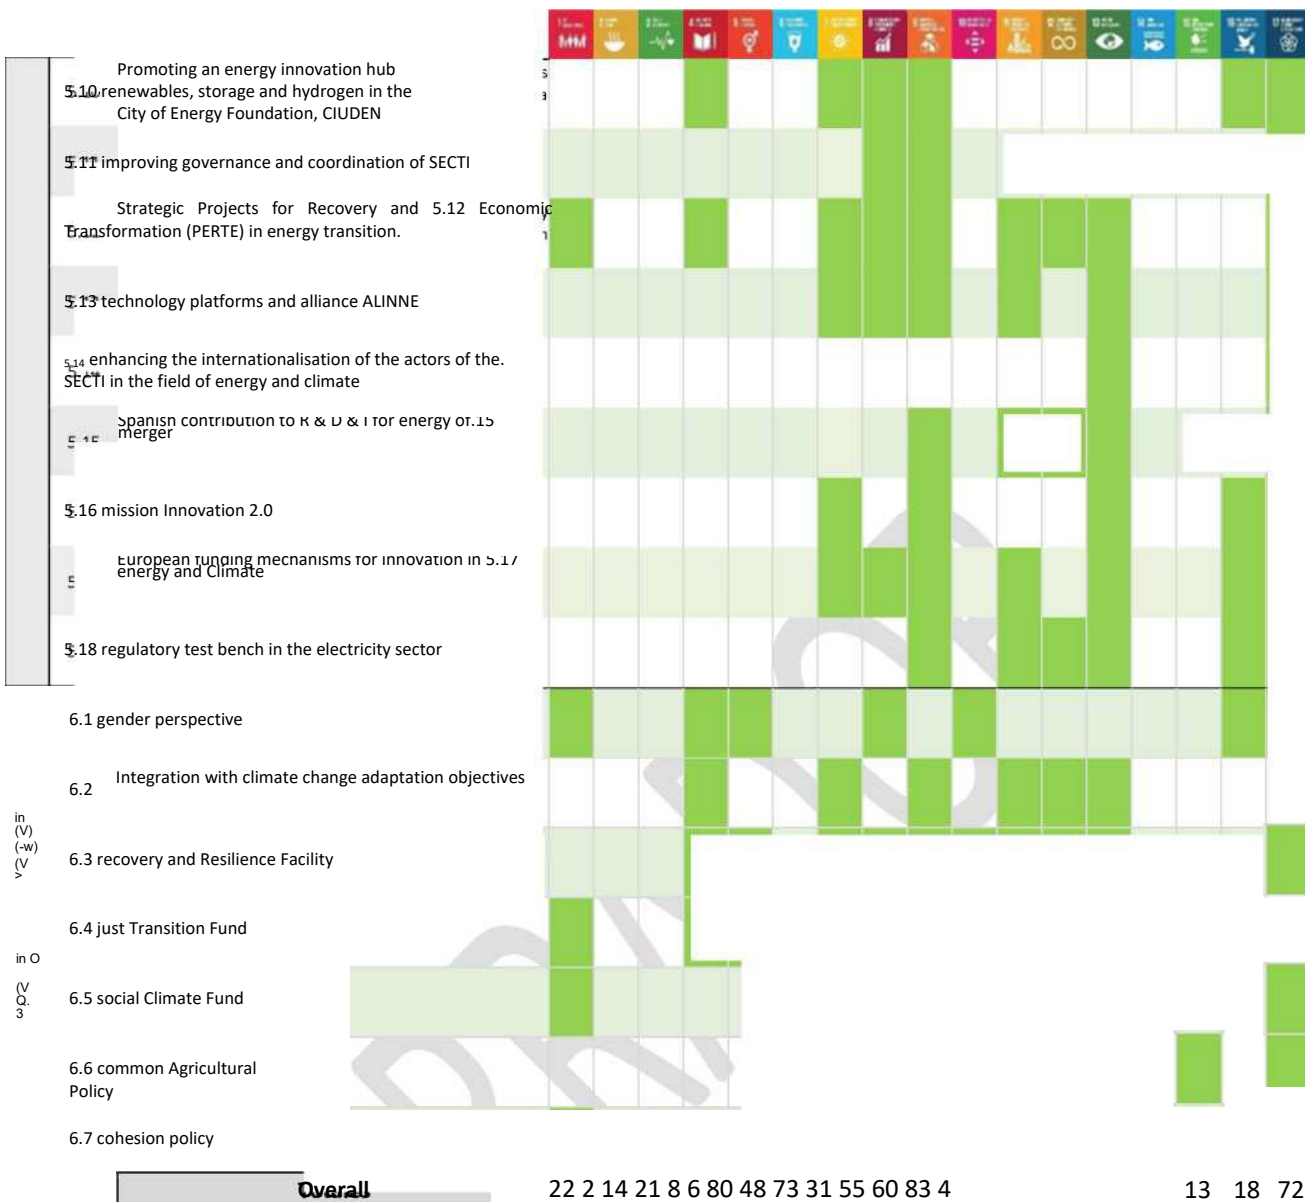 Promoting an energy innovation hub
5.10 renewables, storage and hydrogen in the
City of Energy Foundation, CIUDEN
5.11 improving governance and coordination of SECTI
Strategic Projects for Recovery and 5.12 Economic
Transformation (PERTE) in energy transition.
5.13 technology platforms and alliance ALINNE
5.14 enhancing the internationalisation of the actors of the.
SECTI in the field of energy and climate
Spanish contribution to R & D & I for energy of.15
merger
5.16 mission Innovation 2.0
European funding mechanisms for innovation in 5.17
energy and Climate
5.18 regulatory test bench in the electricity sector
6.1 gender perspective
Integration with climate change adaptation objectives
6.2
in
(V)
(-w)
(V
>
6.3 recovery and Resilience Facility
6.4 just Transition Fund
in O
(V
Q.
3
6.5 social Climate Fund
6.6 common Agricultural
Policy
6.7 cohesion policy
Overall 22 2 14 21 8 6 80 48 73 31 55 60 83 4 13 18 72